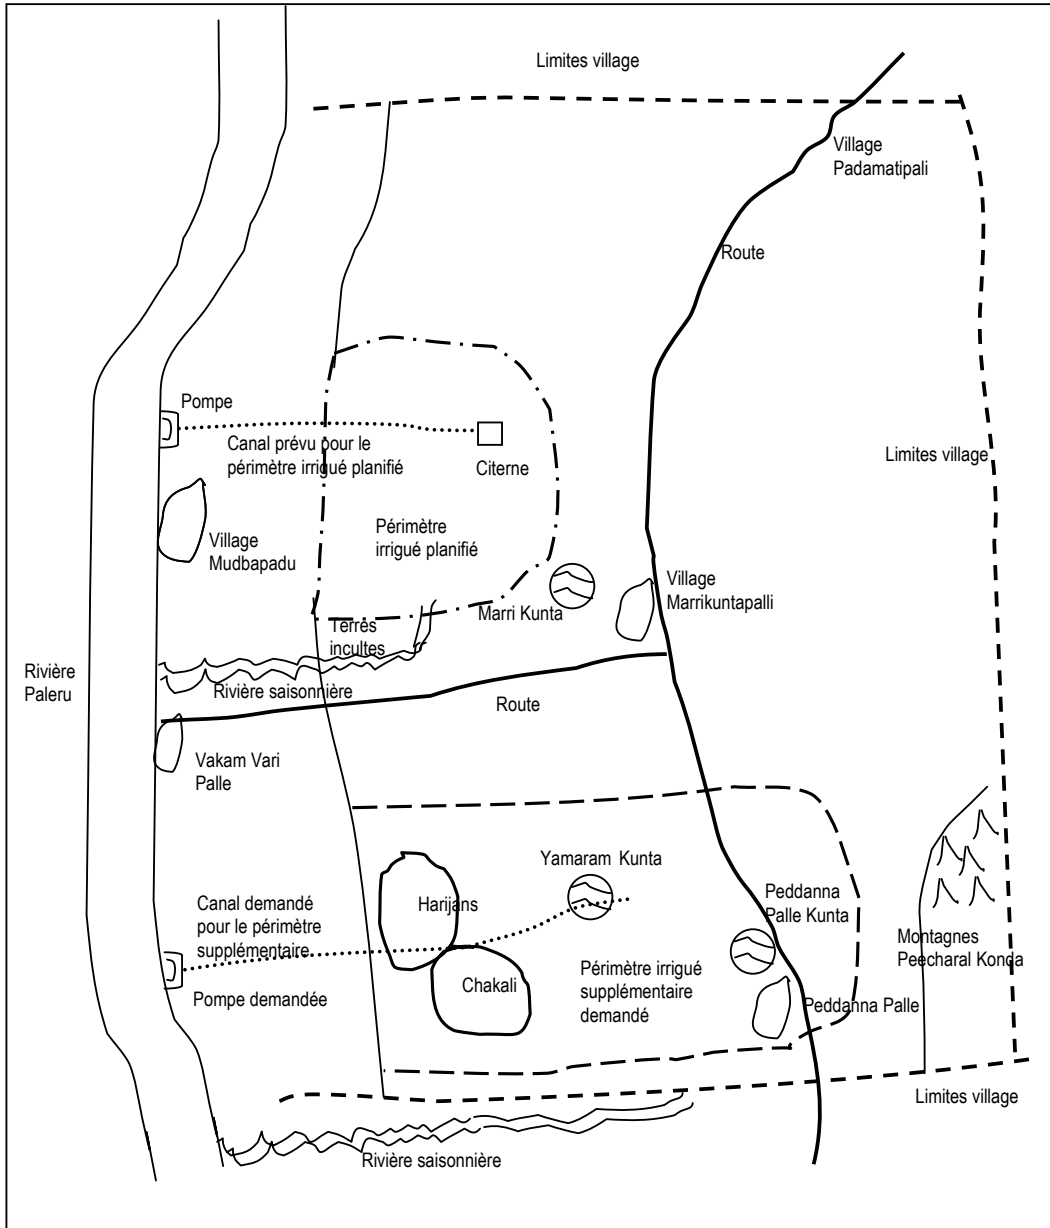 Limites village
Village
Padamatipali
Route
Pompe
Canal prévu pour le
périmètre irrigué planifié
Citerne
Limites village
Périmètre
irrigué planifié
Village
Mudbapadu
Village
Marrikuntapalli
Marri Kunta
Terres
incultes
Rivière
Paleru
Rivière saisonnière
Route
Vakam Vari
Palle
Yamaram Kunta
Harijans
Peddanna
Palle Kunta
Canal demandé
pour le périmètre
supplémentaire
Montagnes
Peecharal Konda
Chakali
Périmètre irrigué
supplémentaire
demandé
Pompe demandée
Peddanna Palle
Limites village
Rivière saisonnière